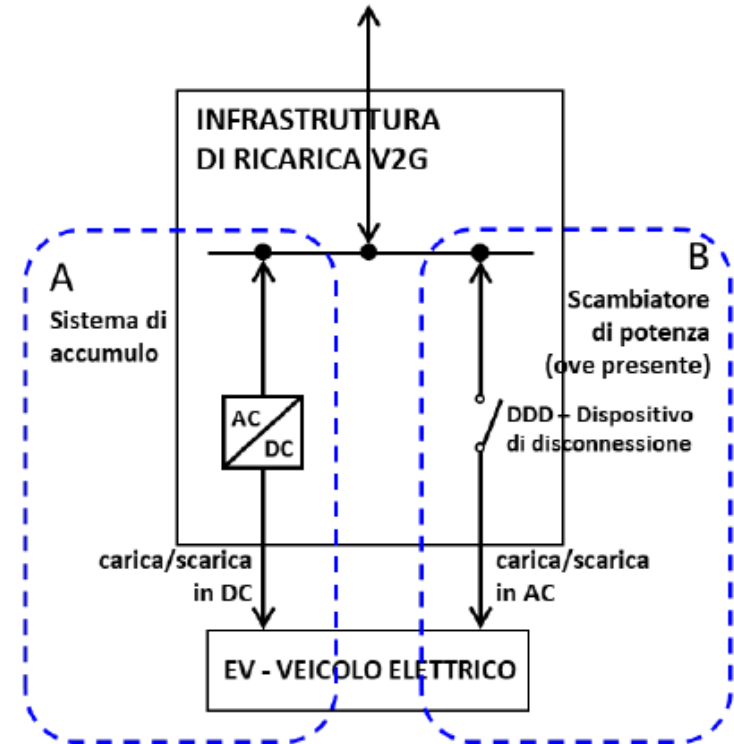 INFRASTRUTTURA
DI RICARICA V2G
A
Sistema di
accumulo
B
Scambiatore
di potenza
(ove presente)
AC
DC
DDD – Dispositivo
di disconnessione
carica/scarica
in DC
carica/scarica
in AC
EV - VEICOLO ELETTRICO